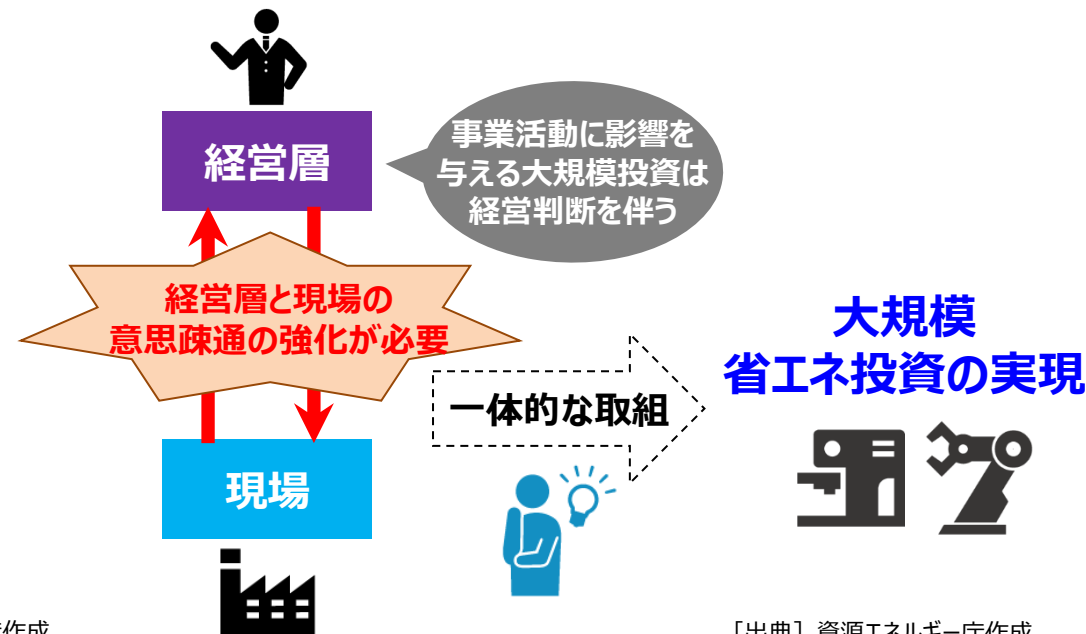 経営層
事業活動に影響を
与える大規模投資は
経営判断を伴う
経営層と現場の
意思疎通の強化が必要
大規模
省エネ投資の実現
一体的な取組
現場
作成
［出典］資源エネルギー庁作成